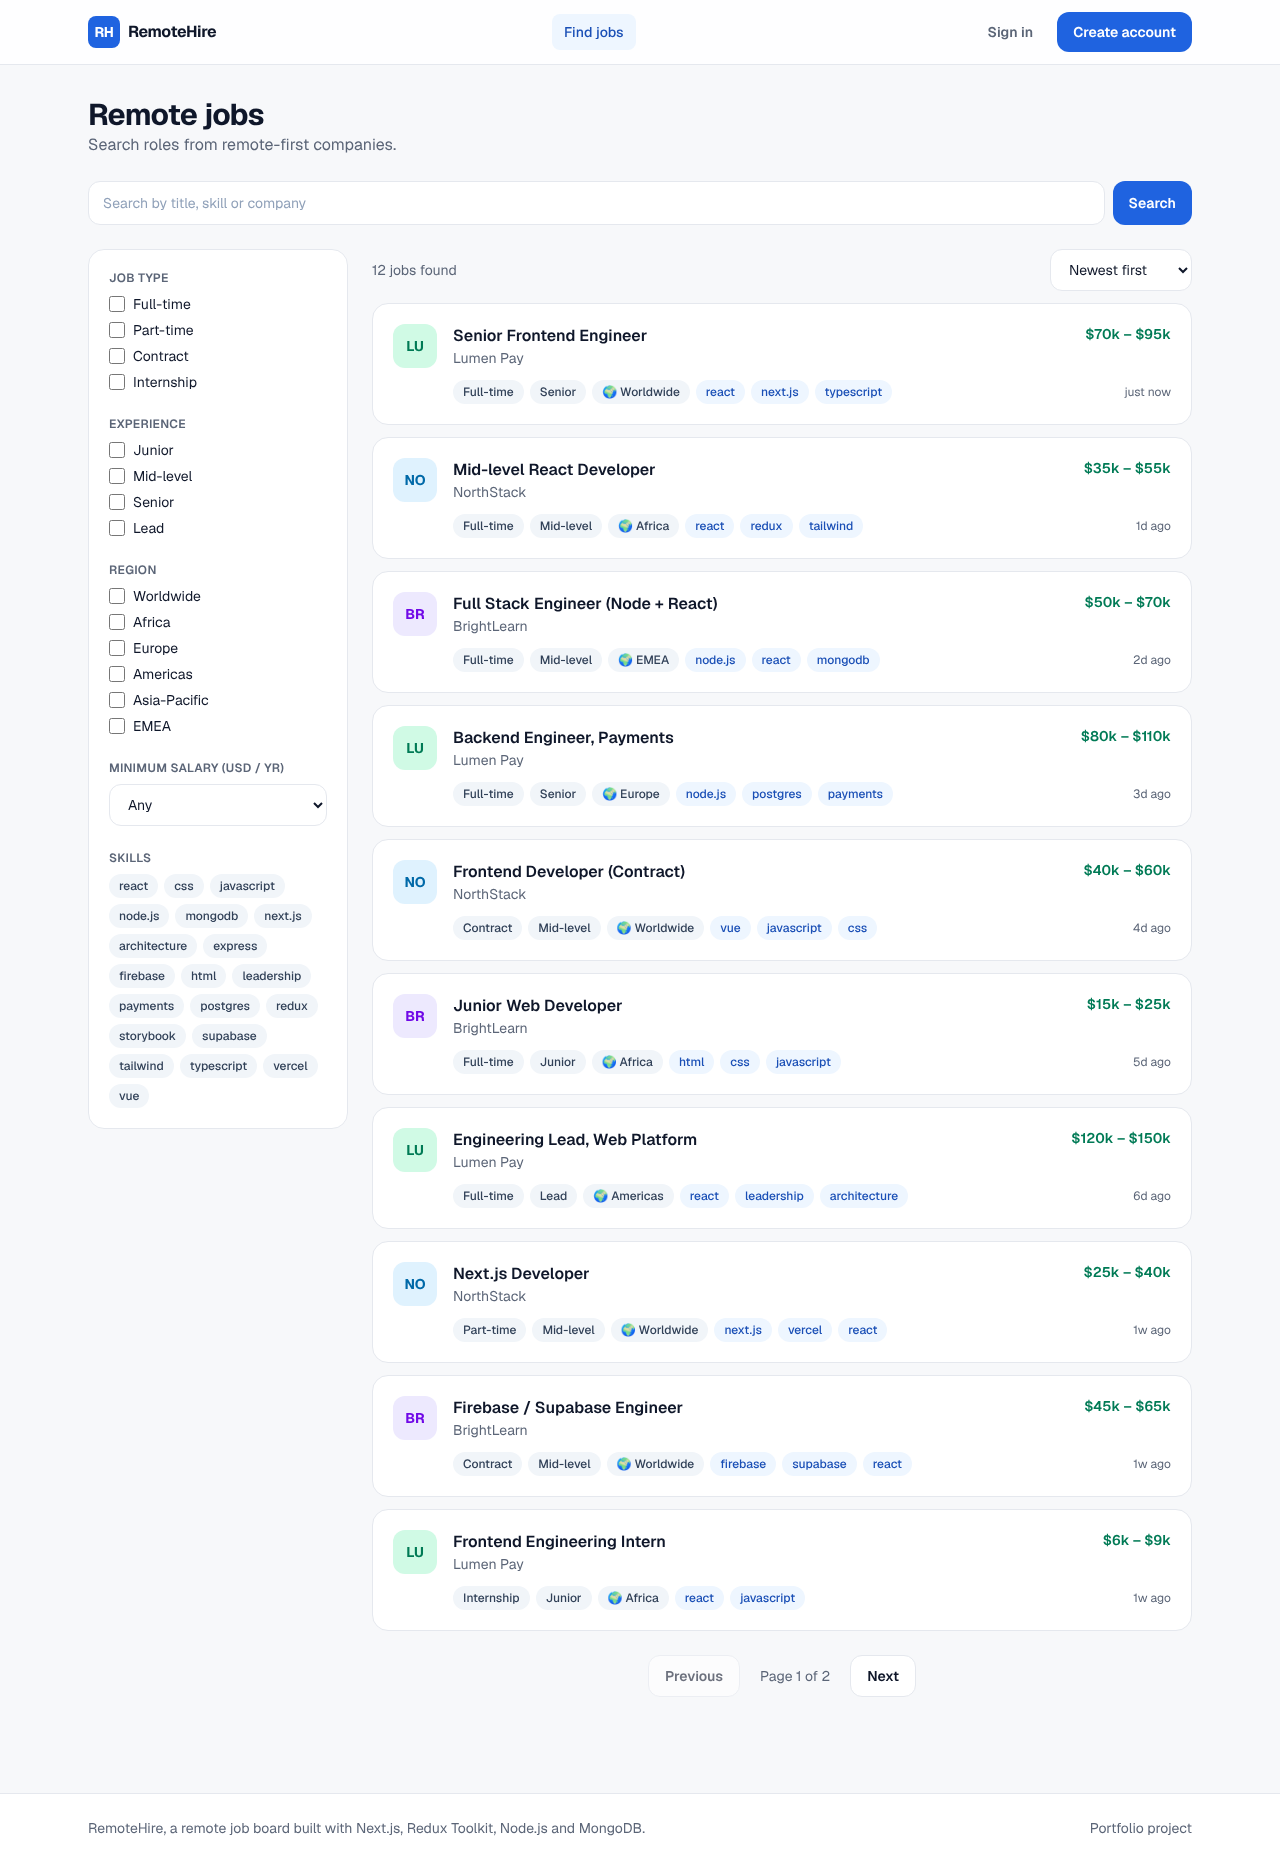 RH RemoteHire Find jobs Sign in Create account
Remote jobs
Search roles from remote-first companies.
Search by title, skill or company Search
JOB TYPE
Full-time
Part-time
Contract
Internship
EXPERIENCE
Junior
Mid-level
Senior
Lead
REGION
Worldwide
Africa
Europe
Americas
Asia-Pacific
EMEA
MINIMUM SALARY (USD / YR)
Any
SKILLS
react css javascript
node.js mongodb next.js
architecture express
firebase html leadership
payments postgres redux
storybook supabase
tailwind typescript vercel
vue
12 jobs found Newest first
LU Senior Frontend Engineer $70k – $95k
Lumen Pay
Full-time Senior 🌍 Worldwide react next.js typescript just now
NO Mid-level React Developer $35k – $55k
NorthStack
Full-time Mid-level 🌍 Africa react redux tailwind 1d ago
BR Full Stack Engineer (Node + React) $50k – $70k
BrightLearn
Full-time Mid-level 🌍 EMEA node.js react mongodb 2d ago
LU Backend Engineer, Payments $80k – $110k
Lumen Pay
Full-time Senior 🌍 Europe node.js postgres payments 3d ago
NO Frontend Developer (Contract) $40k – $60k
NorthStack
Contract Mid-level 🌍 Worldwide vue javascript css 4d ago
BR Junior Web Developer $15k – $25k
BrightLearn
Full-time Junior 🌍 Africa html css javascript 5d ago
LU Engineering Lead, Web Platform $120k – $150k
Lumen Pay
Full-time Lead 🌍 Americas react leadership architecture 6d ago
NO Next.js Developer $25k – $40k
NorthStack
Part-time Mid-level 🌍 Worldwide next.js vercel react 1w ago
BR Firebase / Supabase Engineer $45k – $65k
BrightLearn
Contract Mid-level 🌍 Worldwide firebase supabase react 1w ago
LU Frontend Engineering Intern $6k – $9k
Lumen Pay
Internship Junior 🌍 Africa react javascript 1w ago
Previous Page 1 of 2 Next
RemoteHire, a remote job board built with Next.js, Redux Toolkit, Node.js and MongoDB. Portfolio project